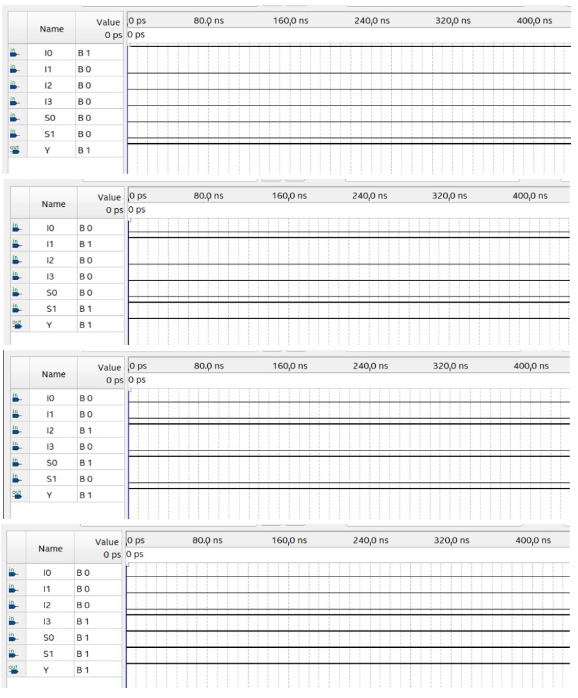 Name Value 0 ps 80.0 ns 160.0 ns 240.0 ns 320.0 ns 400.0 ns
0 ps 0 ps
in I0 B 1
in I1 B 0
in I2 B 0
in I3 B 0
in S0 B 0
in S1 B 0
out Y B 1
Name Value 0 ps 80.0 ns 160.0 ns 240.0 ns 320.0 ns 400.0 ns
0 ps 0 ps
in I0 B 0
in I1 B 1
in I2 B 0
in I3 B 0
in S0 B 0
in S1 B 1
out Y B 1
Name Value 0 ps 80.0 ns 160.0 ns 240.0 ns 320.0 ns 400.0 ns
0 ps 0 ps
in I0 B 0
in I1 B 0
in I2 B 1
in I3 B 0
in S0 B 1
in S1 B 0
out Y B 1
Name Value 0 ps 80.0 ns 160.0 ns 240.0 ns 320.0 ns 400.0 ns
0 ps 0 ps
in I0 B 0
in I1 B 0
in I2 B 0
in I3 B 1
in S0 B 1
in S1 B 1
out Y B 1